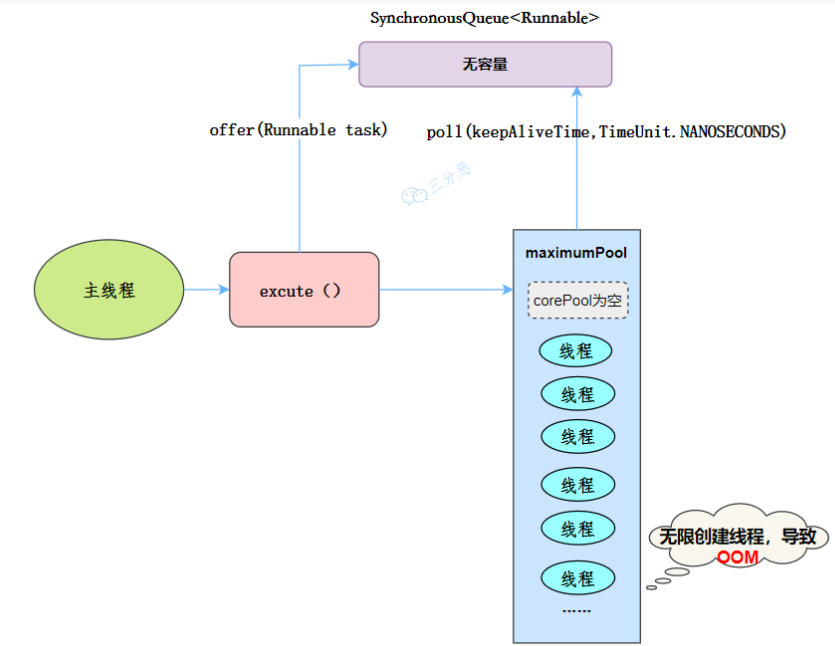 SynchronousQueue<Runnable>
无容量
offer(Runnable task)
poll(keepAliveTime,TimeUnit.NANOSECONDS)
三分恶
主线程
excute（）
maximumPool
corePool为空
线程
线程
线程
线程
线程
线程
......
无限创建线程，导致
OOM